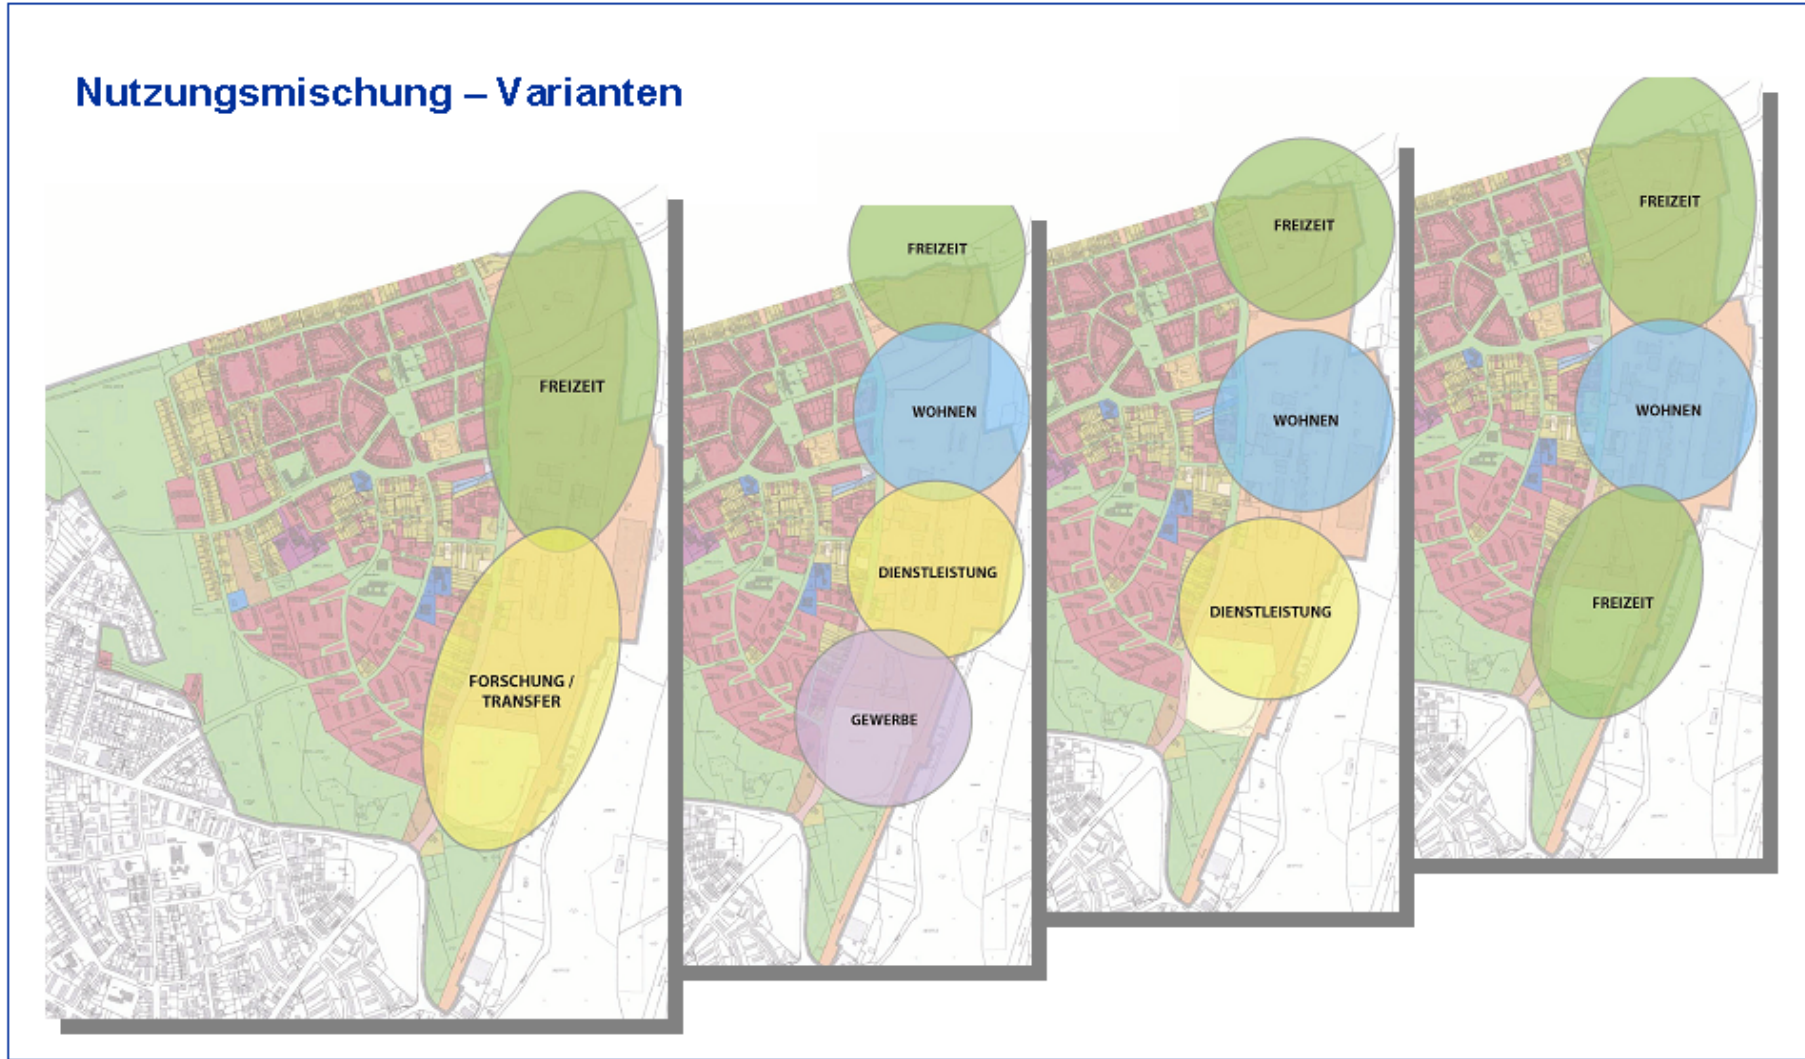 Nutzungsmischung – Varianten
FREIZEIT
FORSCHUNG /
TRANSFER
FREIZEIT
WOHNEN
DIENSTLEISTUNG
GEWERBE
FREIZEIT
WOHNEN
DIENSTLEISTUNG
FREIZEIT
WOHNEN
FREIZEIT